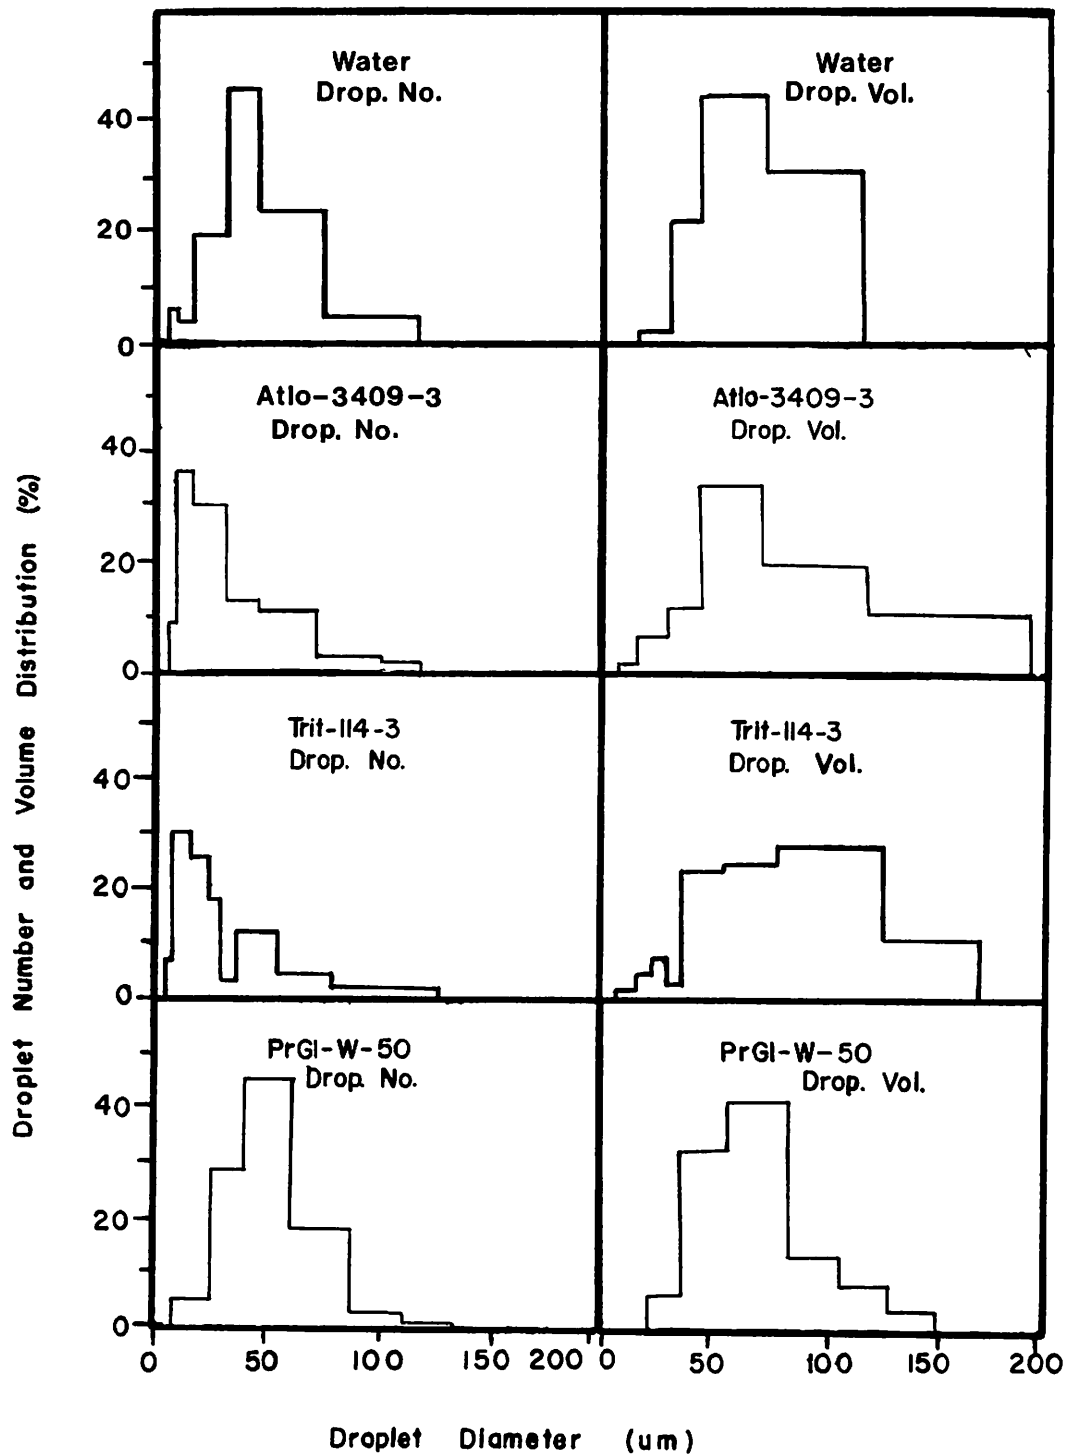 Water
Drop. No.
Water
Drop. Vol.
40
20
0
Atlo-3409-3
Drop. No.
Atlo-3409-3
Drop. Vol.
40
20
0
Trit-114-3
Drop. No.
Trit-114-3
Drop. Vol.
40
20
0
PrGl-W-50
Drop. No.
PrGl-W-50
Drop. Vol.
40
20
0
0 50 100 150 200 0 50 100 150 200
Droplet Number and Volume Distribution (%)
Droplet Diameter (um)